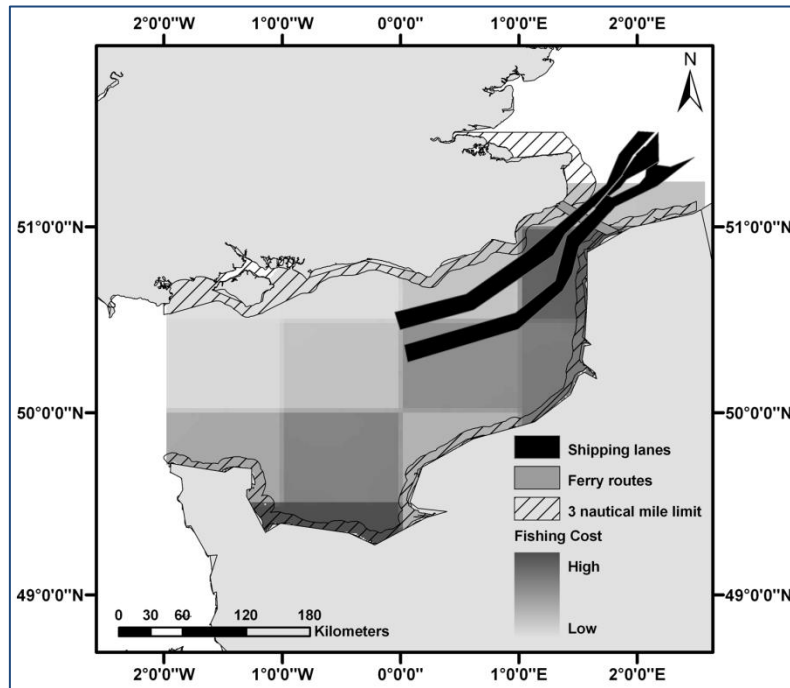 2°0'0"W 1°0'0"W 0°0'0" 1°0'0"E 2°0'0"E
N
51°0'0"N 51°0'0"N
50°0'0"N 50°0'0"N
Shipping lanes
Ferry routes
3 nautical mile limit
Fishing Cost
High
Low
49°0'0"N 49°0'0"N
0 30 60 120 180
Kilometers
2°0'0"W 1°0'0"W 0°0'0" 1°0'0"E 2°0'0"E